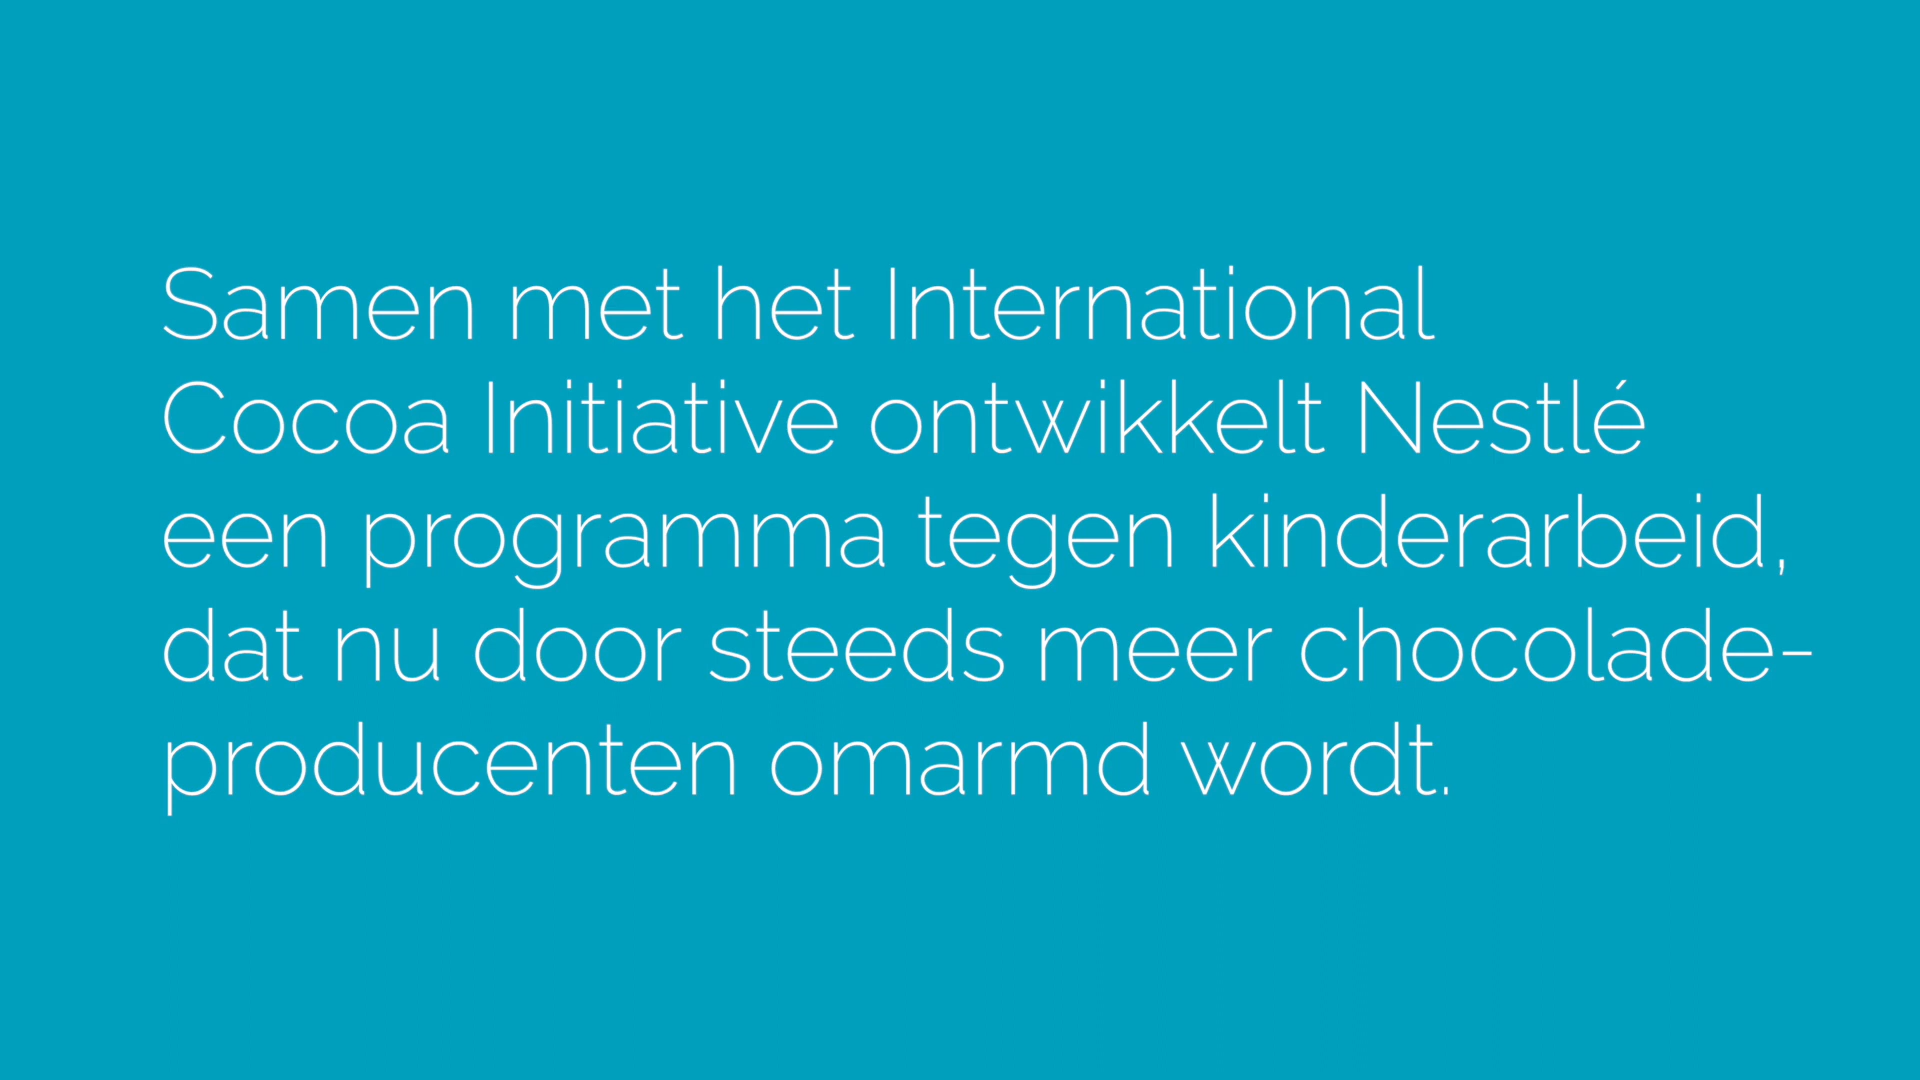 Samen met het International
Cocoa Initiative ontwikkelt Nestlé
een programma tegen kinderarbeid,
dat nu door steeds meer chocolade-
producenten omarmd wordt.